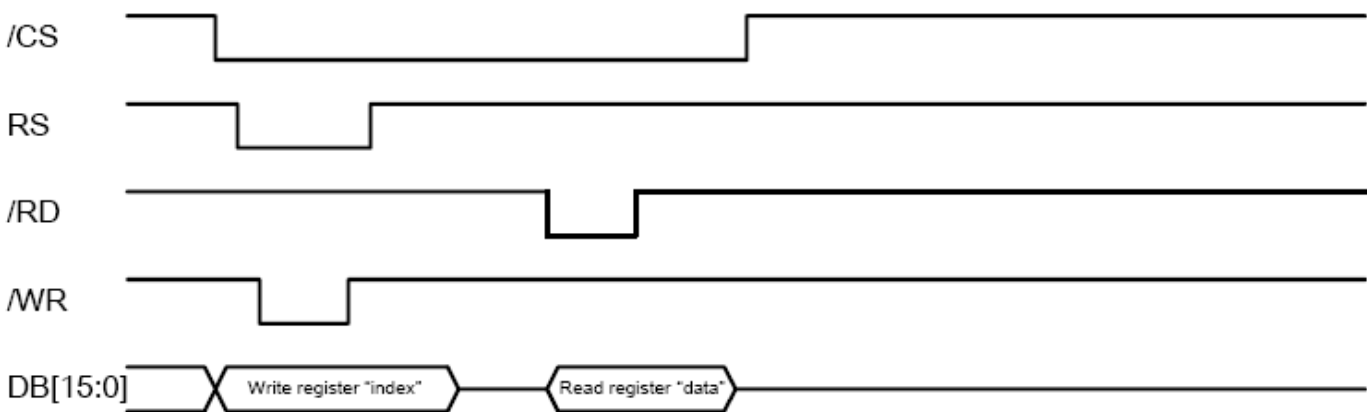 /CS
RS
/RD
/WR
DB[15:0] Write register "index" Read register "data"